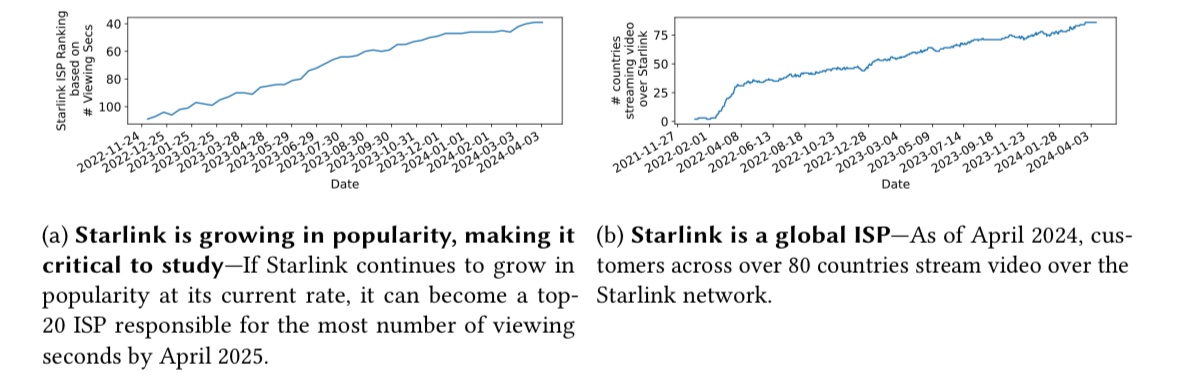 Starlink ISP Ranking
based on
# Viewing Secs
40
60
80
100
2022-11-24
2022-12-25
2023-01-25
2023-02-25
2023-03-28
2023-04-28
2023-05-29
2023-06-29
2023-07-30
2023-08-30
2023-09-30
2023-10-31
2023-12-01
2024-01-01
2024-02-01
2024-03-03
2024-04-03
Date
# countries
streaming video
over Starlink
75
50
25
0
2021-11-27
2022-02-01
2022-04-08
2022-06-13
2022-08-18
2022-10-23
2022-12-28
2023-03-04
2023-05-09
2023-07-14
2023-09-18
2023-11-23
2024-01-28
2024-04-03
Date
(a) Starlink is growing in popularity, making it
critical to study—If Starlink continues to grow in
popularity at its current rate, it can become a top-
20 ISP responsible for the most number of viewing
seconds by April 2025.
(b) Starlink is a global ISP—As of April 2024, cus-
tomers across over 80 countries stream video over the
Starlink network.